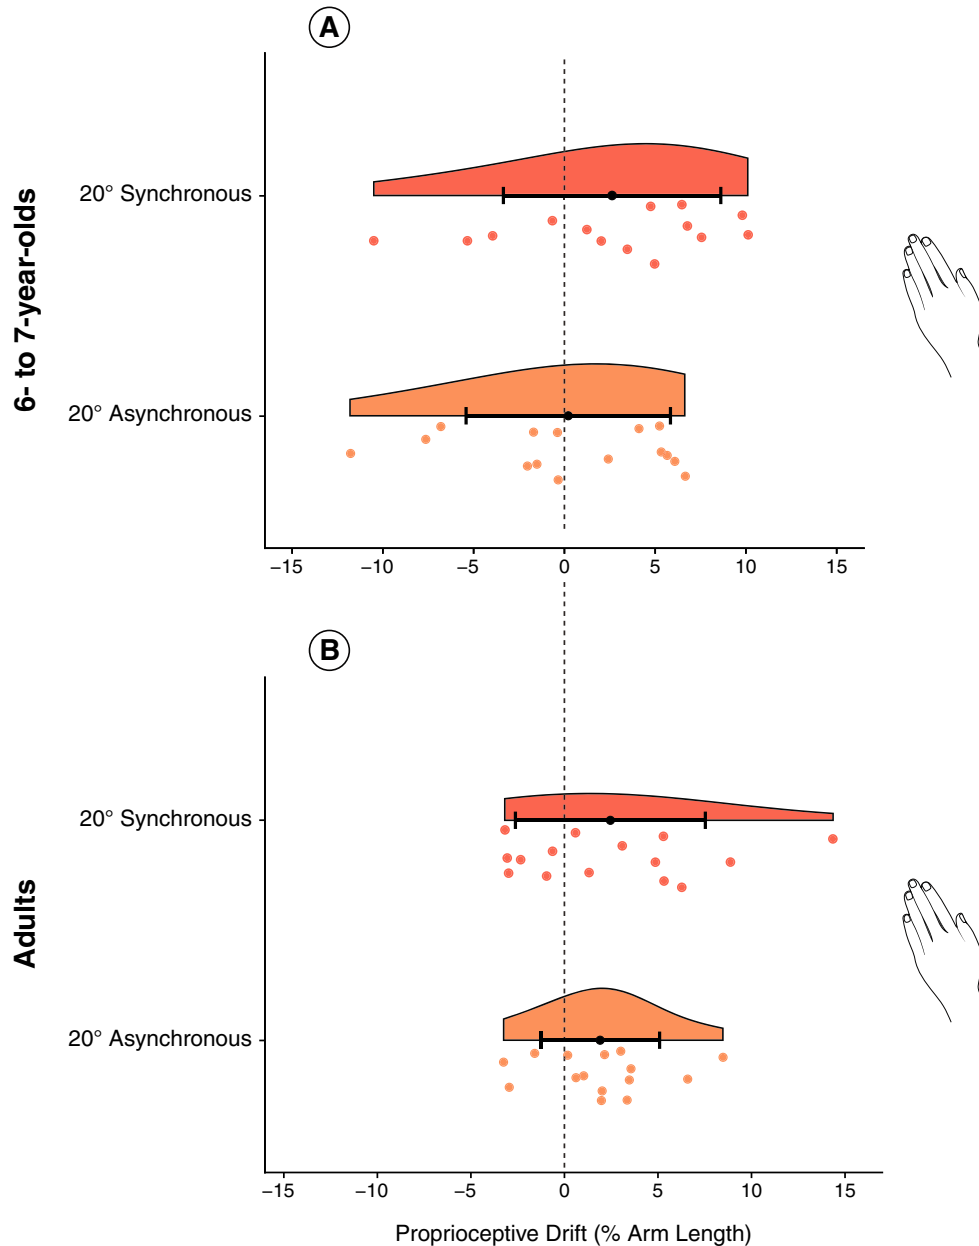 A
6- to 7-year-olds
20° Synchronous
20° Asynchronous
−15 −10 −5 0 5 10 15
B
Adults
20° Synchronous
20° Asynchronous
−15 −10 −5 0 5 10 15
Proprioceptive Drift (% Arm Length)